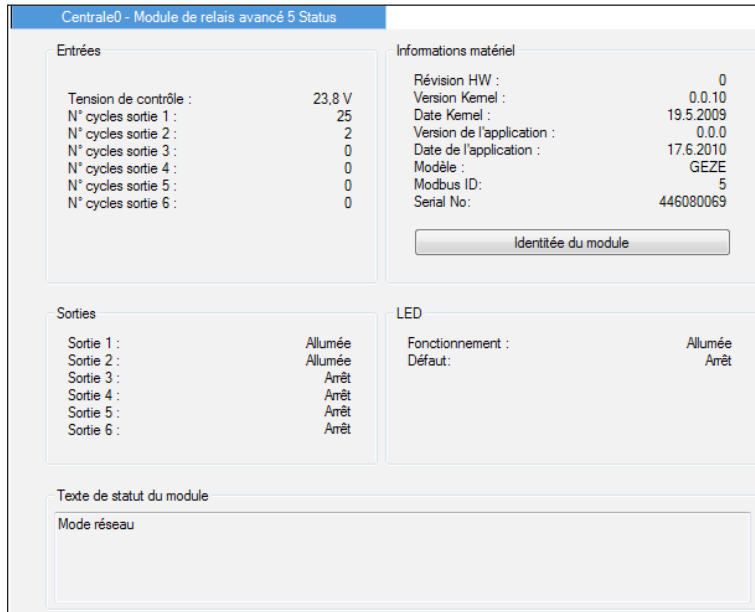 Centrale0 - Module de relais avancé 5 Status
Entrées
Tension de contrôle : 23,8 V
N° cycles sortie 1 : 25
N° cycles sortie 2 : 2
N° cycles sortie 3 : 0
N° cycles sortie 4 : 0
N° cycles sortie 5 : 0
N° cycles sortie 6 : 0
Informations matériel
Révision HW : 0
Version Kernel : 0.0.10
Date Kernel : 19.5.2009
Version de l'application : 0.0.0
Date de l'application : 17.6.2010
Modèle : GEZE
Modbus ID: 5
Serial No: 446080069
Identitée du module
Sorties
Sortie 1 : Allumée
Sortie 2 : Allumée
Sortie 3 : Arrêt
Sortie 4 : Arrêt
Sortie 5 : Arrêt
Sortie 6 : Arrêt
LED
Fonctionnement : Allumée
Défaut: Arrêt
Texte de statut du module
Mode réseau